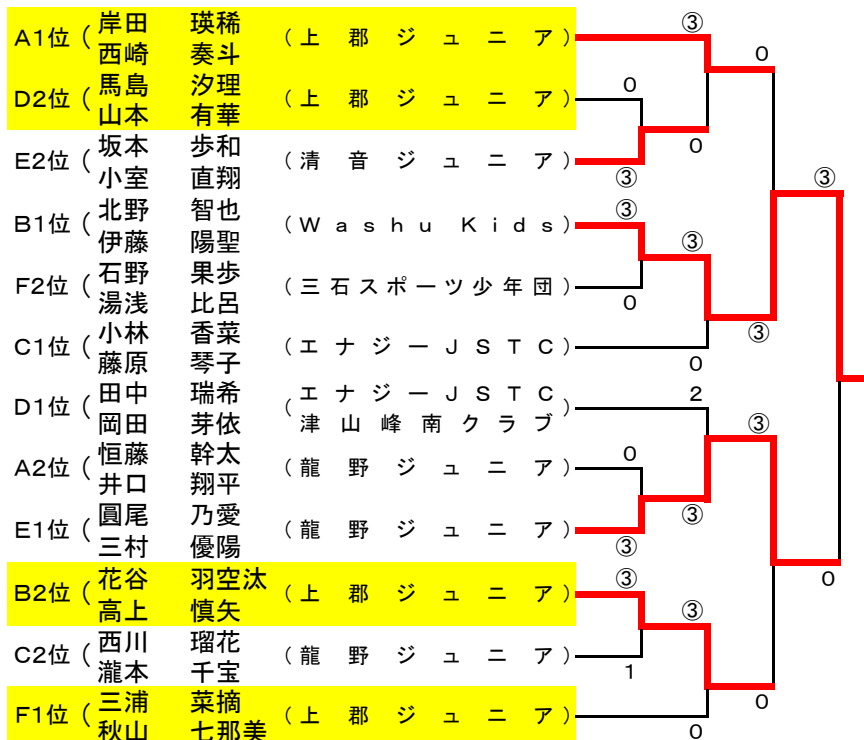 ③
A1位 ( 岸田 瑛稀 ( 上郡ジュニア )
西崎 奏斗
0
D2位 ( 馬島 汐理 ( 上郡ジュニア )
山本 有華
0
0
E2位 ( 坂本 歩和 ( 清音ジュニア )
小室 直翔
③
③
B1位 ( 北野 智也 ( Washu Kids )
伊藤 陽聖
③
③
F2位 ( 石野 果歩 ( 三石スポーツ少年団 )
湯浅 比呂
0
③
C1位 ( 小林 香菜 ( エナジーJSTC )
藤原 琴子
0
D1位 ( 田中 瑞希 ( エナジーJSTC
岡田 芽依 津山峰南クラブ )
2
③
A2位 ( 恒藤 幹太 ( 龍野ジュニア )
井口 翔平
0
③
E1位 ( 圓尾 乃愛 ( 龍野ジュニア )
三村 優陽
③
0
B2位 ( 花谷 羽空汰 ( 上郡ジュニア )
高上 慎矢
③
③
C2位 ( 西川 瑠花 ( 龍野ジュニア )
瀧本 千宝
1
0
F1位 ( 三浦 菜摘 ( 上郡ジュニア )
秋山 七那美
0